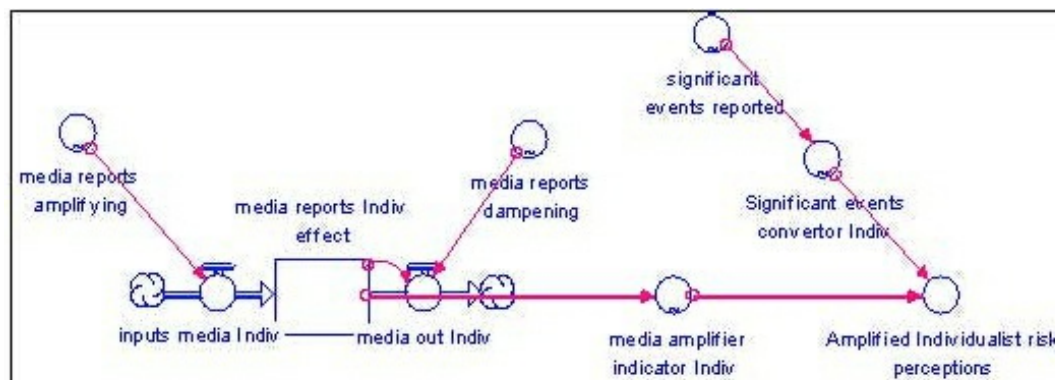 significant
events reported
media reports
amplifying
media reports Indiv
effect
media reports
dampening
Significant events
convertor Indiv
inputs media Indiv
media out Indiv
media amplifier
indicator Indiv
Amplified Individualist risk
perceptions